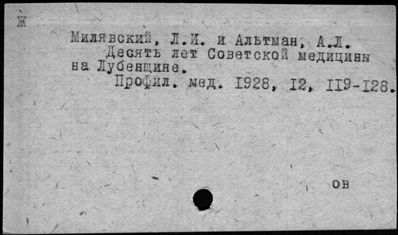 Ж
Милявский, Л.И. и Альтман, А.Л.
Десять лет Советской медицины
на Лубенщине.
Профил. мед. 1928, 12, 119-128.
ов